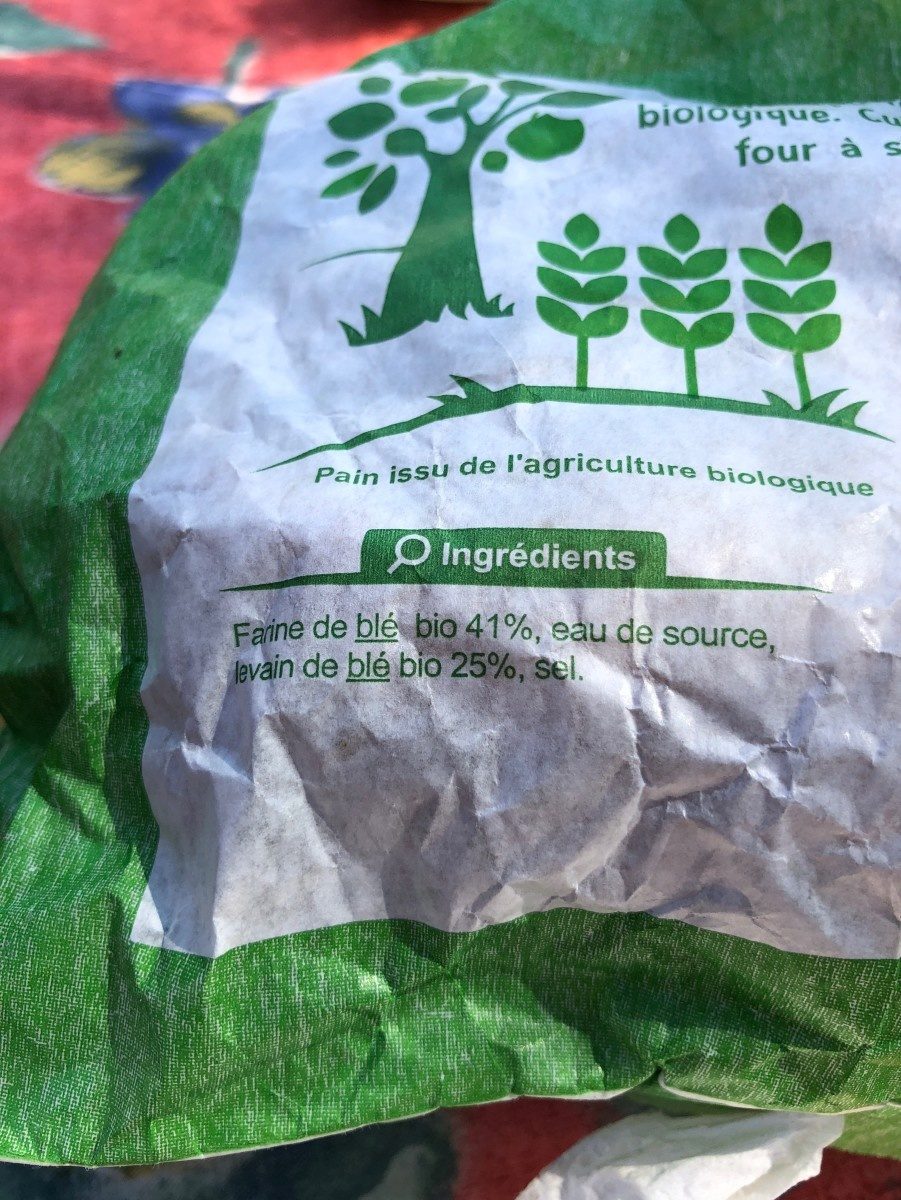 biologique. Cu
four à s
Pain issu de l'agriculture biologique
Ingrédients
Farine de blé bio 41%, eau de source,
levain de blé bio 25%, sel.